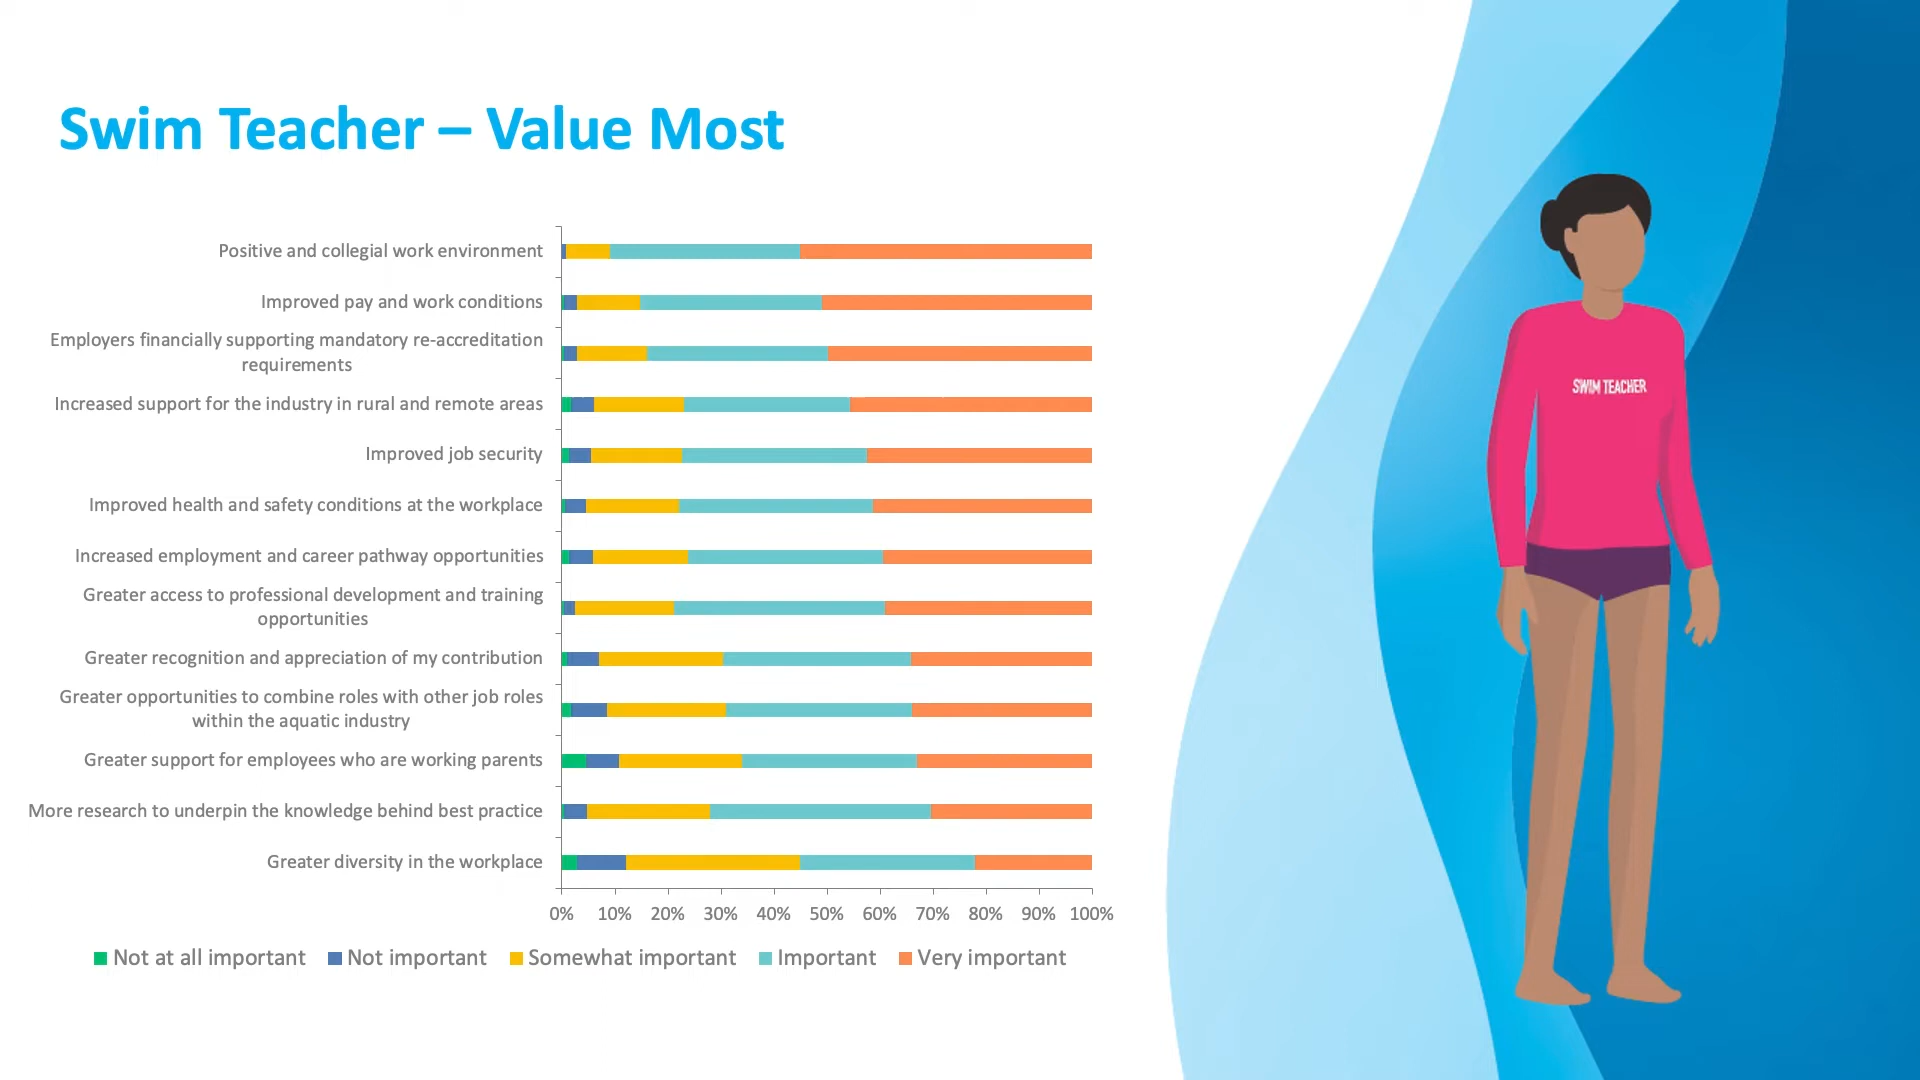 Swim Teacher – Value Most
Positive and collegial work environment
Improved pay and work conditions
Employers financially supporting mandatory re-accreditation
requirements
Increased support for the industry in rural and remote areas
Improved job security
Improved health and safety conditions at the workplace
Increased employment and career pathway opportunities
Greater access to professional development and training
opportunities
Greater recognition and appreciation of my contribution
Greater opportunities to combine roles with other job roles
within the aquatic industry
Greater support for employees who are working parents
More research to underpin the knowledge behind best practice
Greater diversity in the workplace
0% 10% 20% 30% 40% 50% 60% 70% 80% 90% 100%
Not at all important Not important Somewhat important Important Very important
SWIM TEACHER